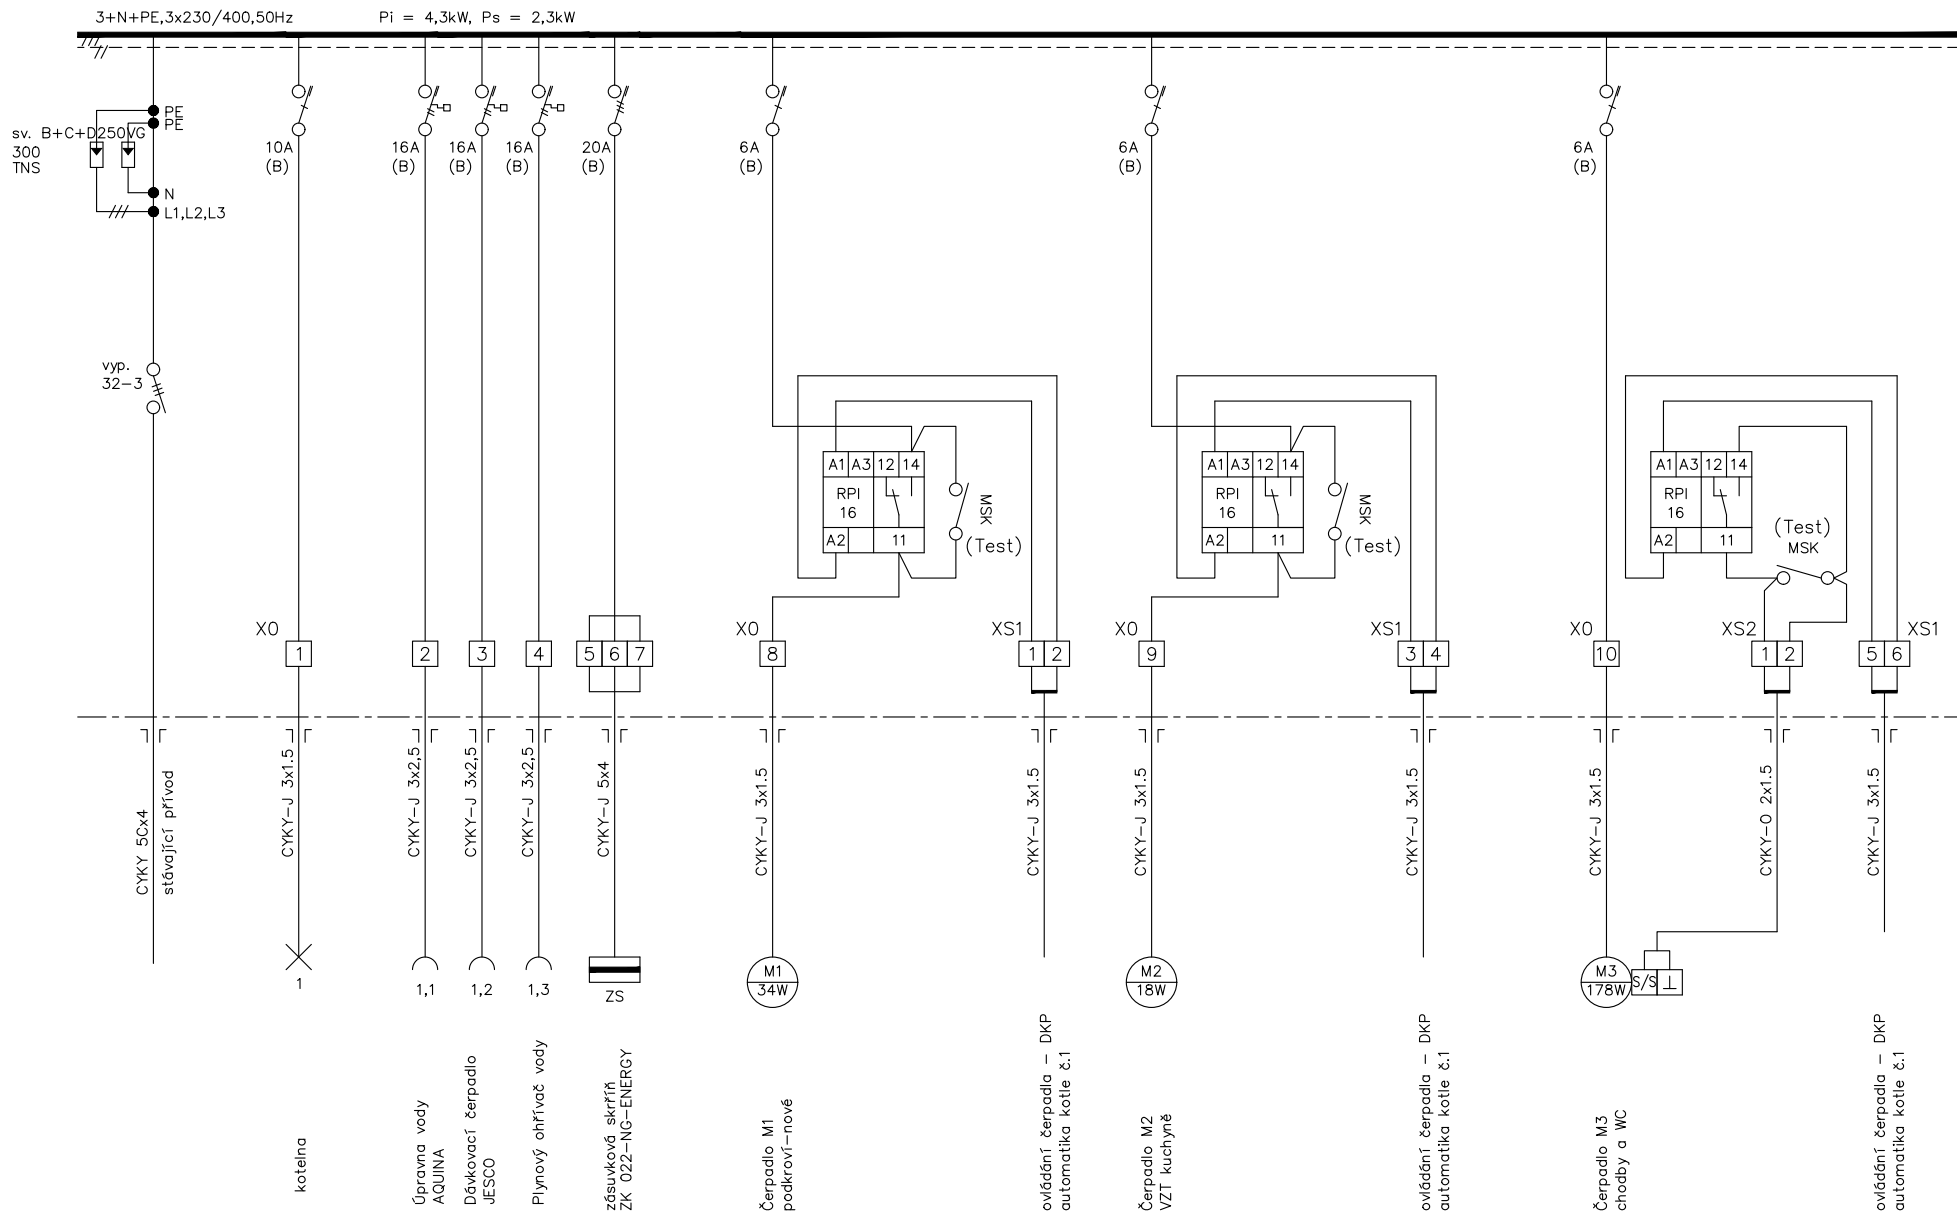 3+N+PE,3x230/400,50Hz
Pi = 4,3kW, Ps = 2,3kW
PE
PE
sv. B+C+D250VG
300
TNS
N
L1,L2,L3
10A
(B)
16A
(B)
16A
(B)
16A
(B)
20A
(B)
6A
(B)
6A
(B)
6A
(B)
vyp.
32-3
A1 A3 12 14
RPI
16
A2 11
MSK
(Test)
A1 A3 12 14
RPI
16
A2 11
MSK
(Test)
A1 A3 12 14
RPI
16
A2 11
(Test)
MSK
X0
1
2
3
4
5 6 7
X0
8
XS1
1 2
X0
9
XS1
3 4
X0
10
XS2
1 2
XS1
5 6
CYKY 5Cx4
stávající přívod
CYKY-J 3x1.5
CYKY-J 3x2,5
CYKY-J 3x2,5
CYKY-J 3x2,5
CYKY-J 5x4
CYKY-J 3x1.5
CYKY-J 3x1.5
CYKY-J 3x1.5
CYKY-J 3x1.5
CYKY-J 3x1.5
CYKY-O 2x1.5
CYKY-J 3x1.5
1
1,1
1,2
1,3
ZS
M1
34W
M2
18W
M3
178W
S/S
kotelna
Úpravna vody
AQUINA
Dávkovací čerpadlo
JESCO
Plynový ohřívač vody
zásuvková skříň
ZK 022-NG-ENERGY
Čerpadlo M1
podkroví-nové
ovládání čerpadla - DKP
automatika kotle č.1
Čerpadlo M2
VZT kuchyně
ovládání čerpadla - DKP
automatika kotle č.1
Čerpadlo M3
chodby a WC
ovládání čerpadla - DKP
automatika kotle č.1